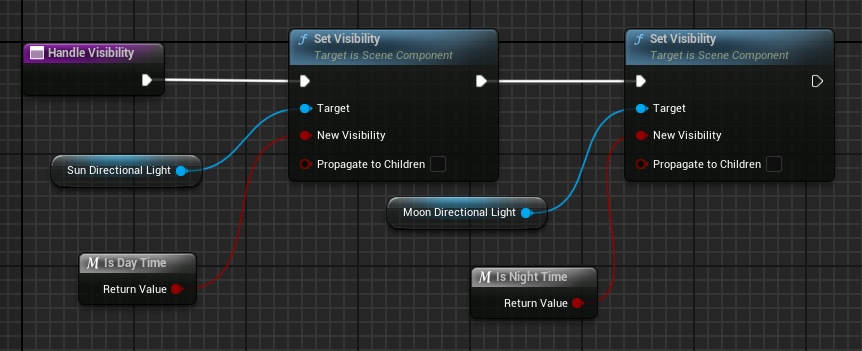 Handle Visibility
f Set Visibility
Target is Scene Component
Target
New Visibility
Propagate to Children
Sun Directional Light
M Is Day Time
Return Value
f Set Visibility
Target is Scene Component
Target
New Visibility
Propagate to Children
Moon Directional Light
M Is Night Time
Return Value